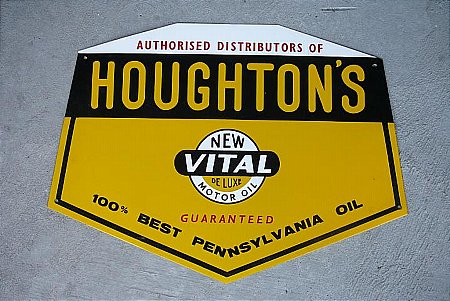 AUTHORISED DISTRIBUTORS OF
HOUGHTON'S
NEW
VITAL
DE LUXE
MOTOR OIL
GUARANTEED
100% BEST PENNSYLVANIA OIL